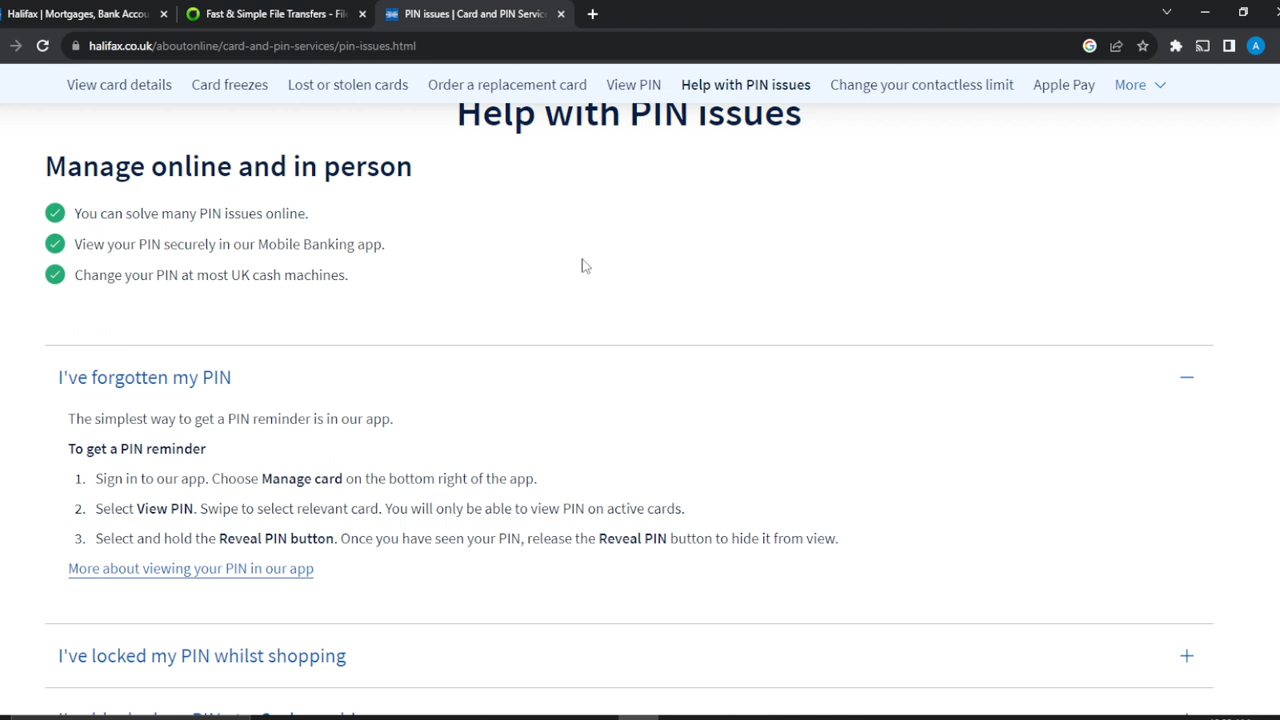 Halifax | Mortgages, Bank Accou
Fast & Simple File Transfers - File
PIN issues | Card and PIN Service
halifax.co.uk/aboutonline/card-and-pin-services/pin-issues.html
A
View card details
Card freezes
Lost or stolen cards
Order a replacement card
View PIN
Help with PIN issues
Change your contactless limit
Apple Pay
More
Help with PIN issues
Manage online and in person
You can solve many PIN issues online.
View your PIN securely in our Mobile Banking app.
Change your PIN at most UK cash machines.
I've forgotten my PIN
The simplest way to get a PIN reminder is in our app.
To get a PIN reminder
1. Sign in to our app. Choose Manage card on the bottom right of the app.
2. Select View PIN. Swipe to select relevant card. You will only be able to view PIN on active cards.
3. Select and hold the Reveal PIN button. Once you have seen your PIN, release the Reveal PIN button to hide it from view.
More about viewing your PIN in our app
I've locked my PIN whilst shopping